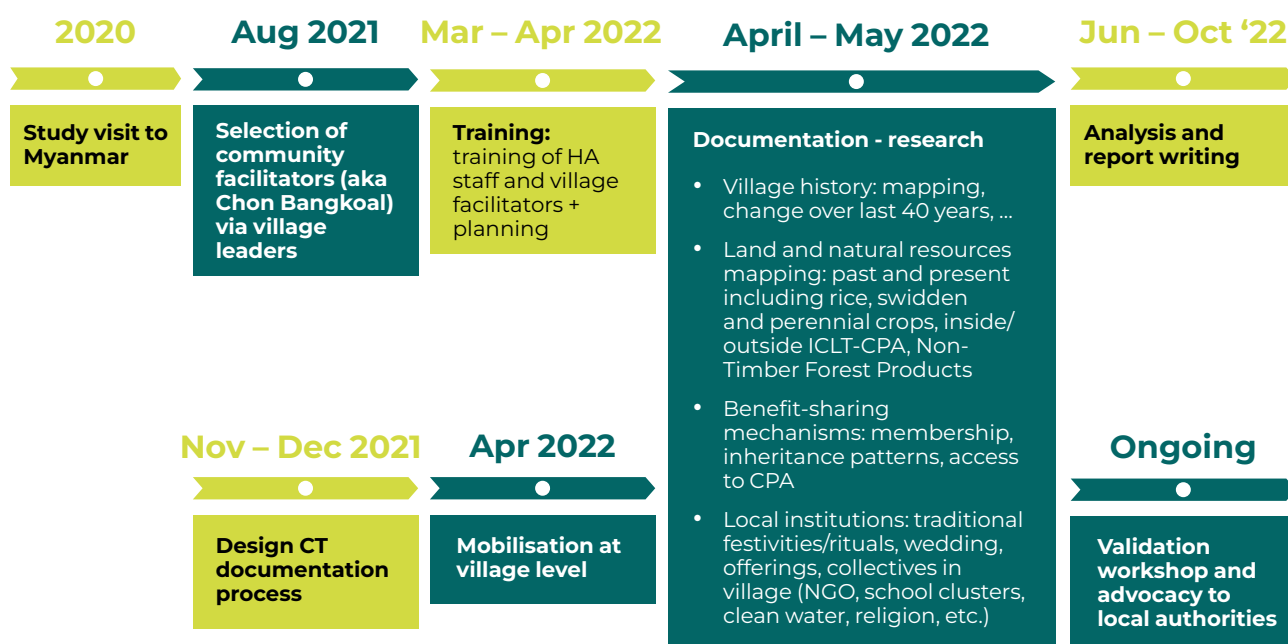 2020
Study visit to
Myanmar
Aug 2021
Selection of
community
facilitators (aka
Chon Bangkoal)
via village
leaders
Nov – Dec 2021
Design CT
documentation
process
Mar – Apr 2022
Training:
training of HA
staff and village
facilitators +
planning
Apr 2022
Mobilisation at
village level
April – May 2022
Documentation - research
• Village history: mapping,
change over last 40 years, ...
• Land and natural resources
mapping: past and present
including rice, swidden
and perennial crops, inside/
outside ICLT-CPA, Non-
Timber Forest Products
• Benefit-sharing
mechanisms: membership,
inheritance patterns, access
to CPA
• Local institutions: traditional
festivities/rituals, wedding,
offerings, collectives in
village (NGO, school clusters,
clean water, religion, etc.)
Jun – Oct ‘22
Analysis and
report writing
Ongoing
Validation
workshop and
advocacy to
local authorities